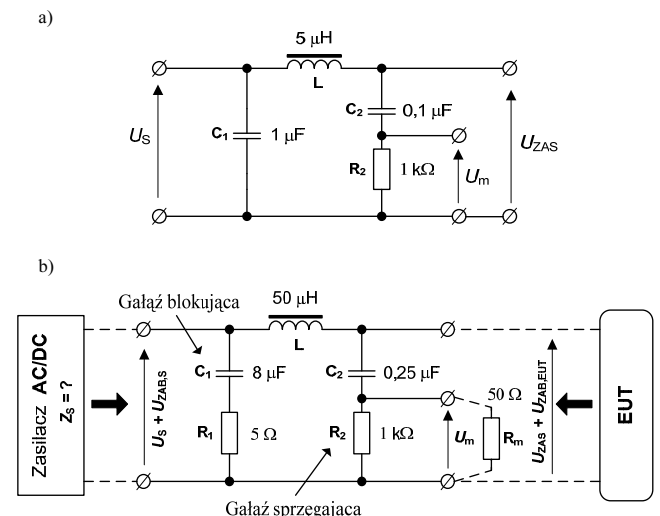 a)
5 μH
L
C₂
0,1 μF
U_S
C₁
1 μF
R₂
1 kΩ
U_m
U_ZAS
b)
Gałąź blokująca
50 μH
L
Zasilacz AC/DC
Z_S = ?
U_S + U_ZAB,S
C₁
8 μF
C₂
0,25 μF
R₁
5 Ω
R₂
1 kΩ
U_m
50 Ω
R_m
U_ZAS + U_ZAB,EUT
EUT
Gałąź sprzęgająca